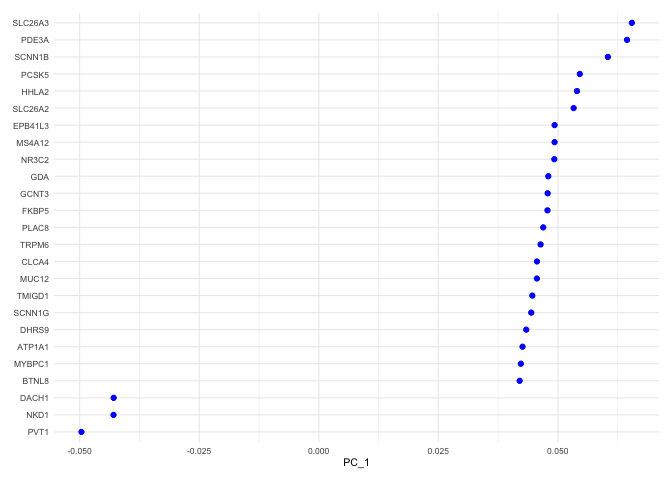 SLC26A3
PDE3A
SCNN1B
PCSK5
HHLA2
SLC26A2
EPB41L3
MS4A12
NR3C2
GDA
GCNT3
FKBP5
PLAC8
TRPM6
CLCA4
MUC12
TMIGD1
SCNN1G
DHRS9
ATP1A1
MYBPC1
BTNL8
DACH1
NKD1
PVT1
-0.050 -0.025 0.000 0.025 0.050
PC_1